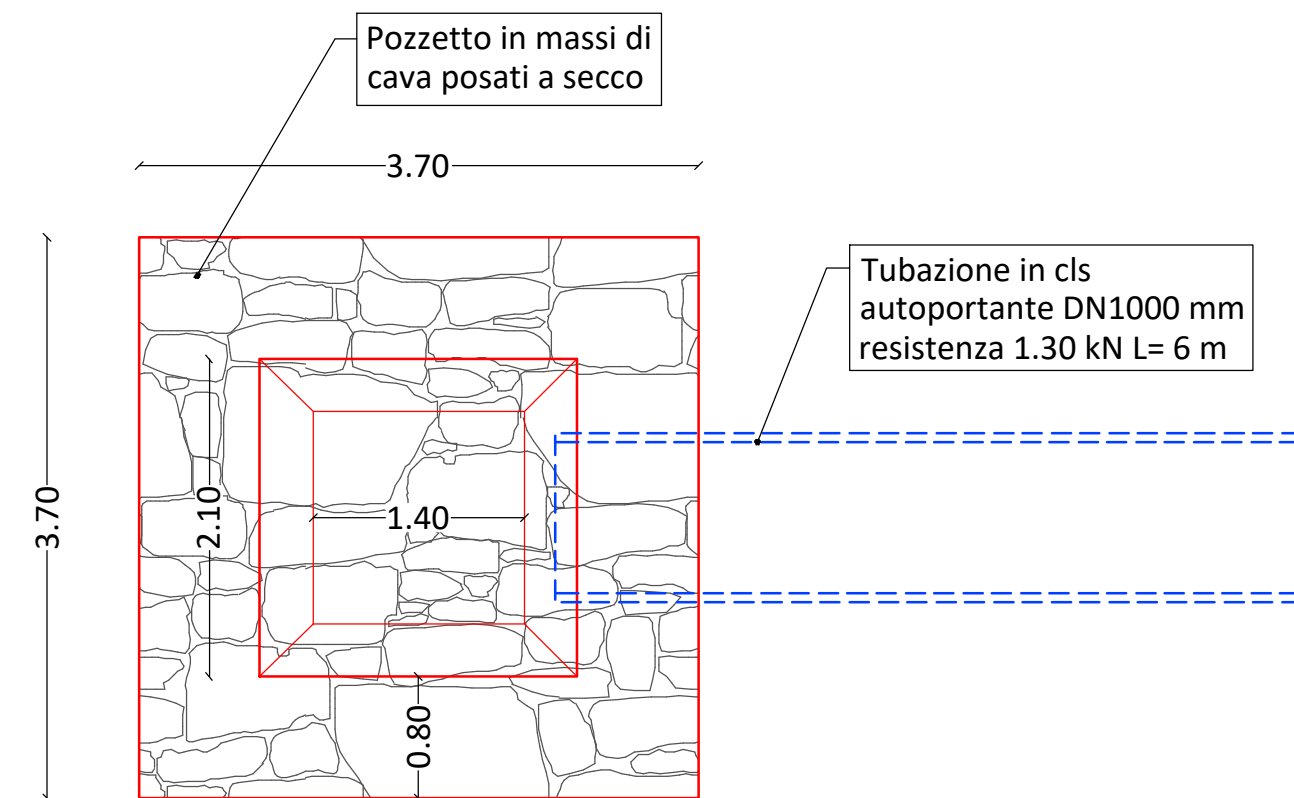 Pozzetto in massi di
cava posati a secco
3.70
Tubazione in cls
autoportante DN1000 mm
resistenza 1.30 kN L= 6 m
3.70
2.10
1.40
0.80